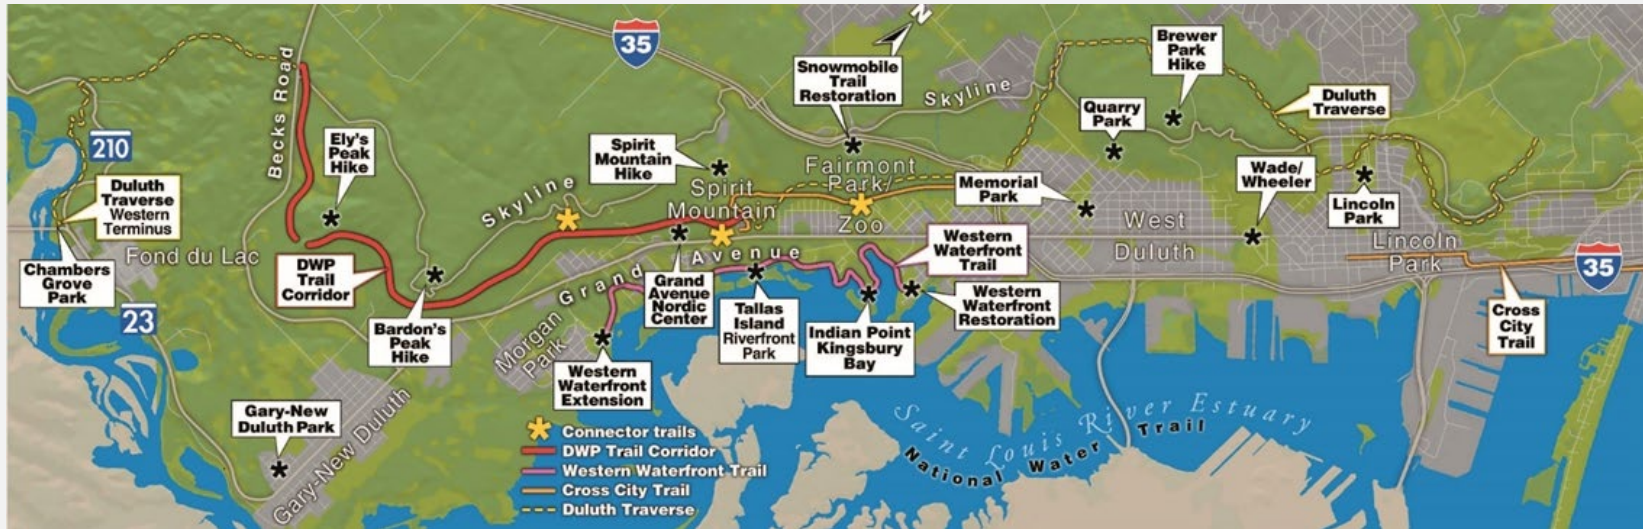 N
35
Becks Road
210
Ely's
Peak
Hike
Duluth
Traverse
Western
Terminus
Fond du Lac
Chambers
Grove
Park
23
DWP
Trail
Corridor
Skyline
Bardon's
Peak
Hike
Gary-New
Duluth Park
Gary-New Duluth
Spirit
Mountain
Hike
Spirit
Mountain
Snowmobile
Trail
Restoration
Skyline
Fairmont
Park/
Zoo
Grand Avenue
Morgan
Park
Grand
Avenue
Nordic
Center
Tallas
Island
Riverfront
Park
Western
Waterfront
Extension
Indian Point
Kingsbury
Bay
Western
Waterfront
Trail
Western
Waterfront
Restoration
Memorial
Park
Quarry
Park
Brewer
Park
Hike
Duluth
Traverse
Wade/
Wheeler
West
Duluth
Lincoln
Park
Lincoln
Park
35
Cross
City
Trail
Saint Louis River Estuary
National Water Trail
Connector trails
DWP Trail Corridor
Western Waterfront Trail
Cross City Trail
Duluth Traverse